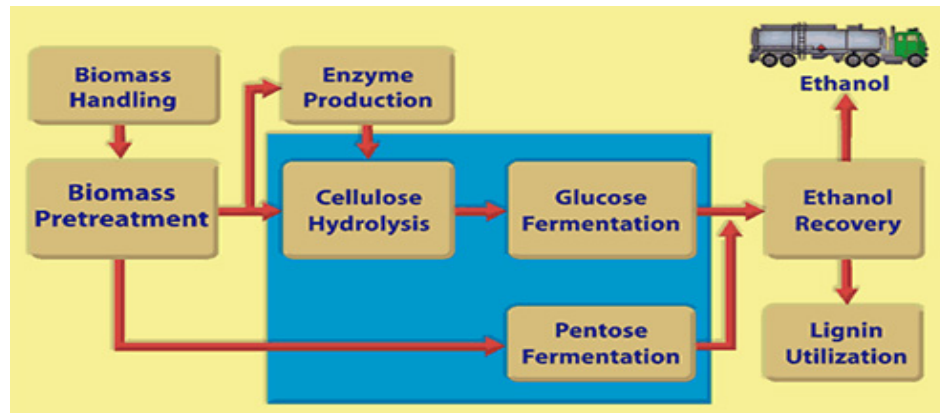 Biomass
Handling
Enzyme
Production
Ethanol
Biomass
Pretreatment
Cellulose
Hydrolysis
Glucose
Fermentation
Ethanol
Recovery
Pentose
Fermentation
Lignin
Utilization